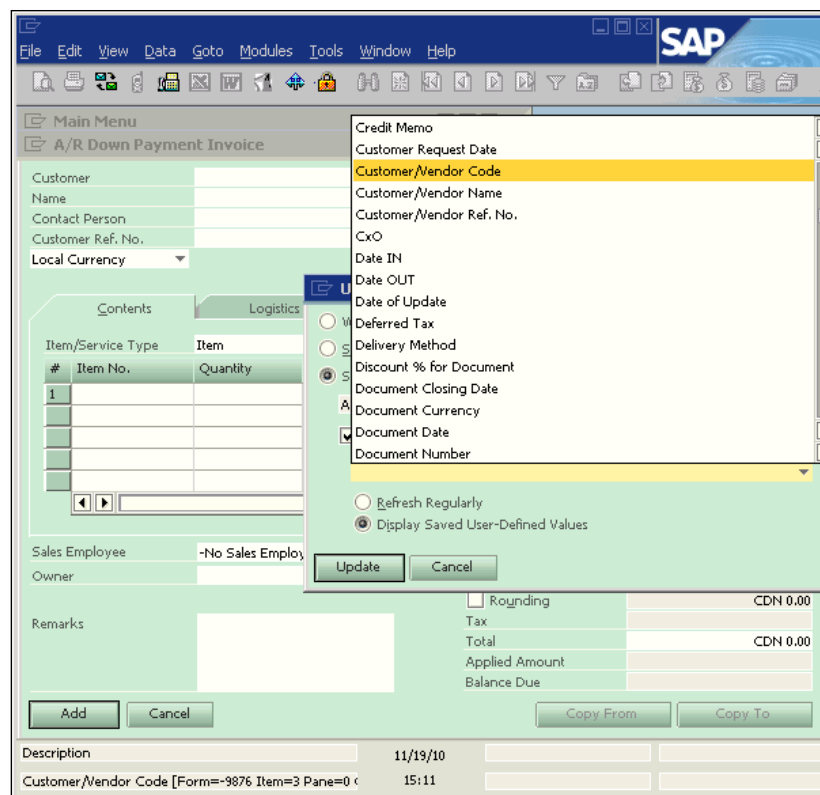 File Edit View Data Goto Modules Tools Window Help
SAP
Main Menu
A/R Down Payment Invoice
Customer
Name
Contact Person
Customer Ref. No.
Local Currency
Credit Memo
Customer Request Date
Customer/Vendor Code
Customer/Vendor Name
Customer/Vendor Ref. No.
CxO
Date IN
Date OUT
Date of Update
Deferred Tax
Delivery Method
Discount % for Document
Document Closing Date
Document Currency
Document Date
Document Number
Contents Logistics
Item/Service Type Item
# Item No. Quantity
1
Refresh Regularly
Display Saved User-Defined Values
Update Cancel
Sales Employee -No Sales Employ
Owner
Remarks
Rounding CDN 0.00
Tax
Total CDN 0.00
Applied Amount
Balance Due
Add Cancel Copy From Copy To
Description 11/19/10
Customer/Vendor Code [Form=-9876 Item=3 Pane=0 15:11